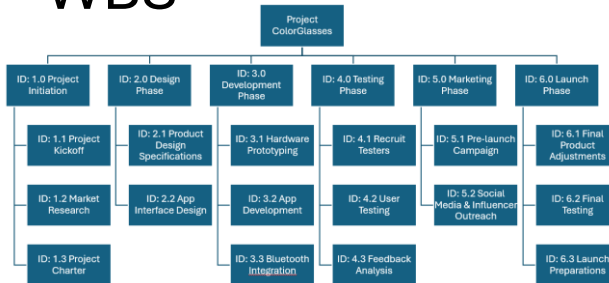 WBS
Project
ColorGlasses
ID: 1.0 Project
Initiation
ID: 2.0 Design
Phase
ID: 3.0
Development
Phase
ID: 4.0 Testing
Phase
ID: 5.0 Marketing
Phase
ID: 6.0 Launch
Phase
ID: 1.1 Project
Kickoff
ID: 2.1 Product
Design
Specifications
ID: 3.1 Hardware
Prototyping
ID: 4.1 Recruit
Testers
ID: 5.1 Pre-launch
Campaign
ID: 6.1 Final
Product
Adjustments
ID: 1.2 Market
Research
ID: 2.2 App
Interface Design
ID: 3.2 App
Development
ID: 4.2 User
Testing
ID: 5.2 Social
Media & Influencer
Outreach
ID: 6.2 Final
Testing
ID: 1.3 Project
Charter
ID: 3.3 Bluetooth
Integration
ID: 4.3 Feedback
Analysis
ID: 6.3 Launch
Preparations